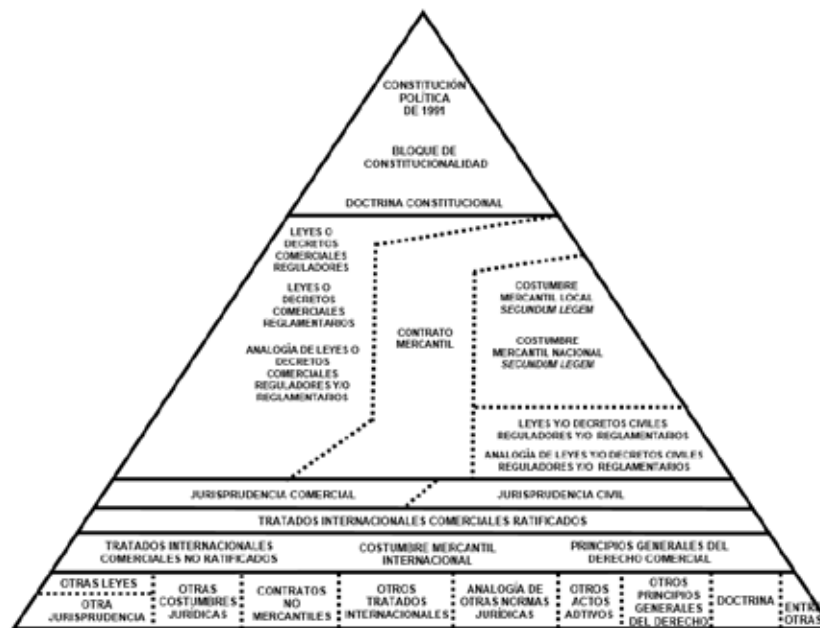 CONSTITUCIÓN
POLÍTICA
DE 1991
BLOQUE DE
CONSTITUCIONALIDAD
DOCTRINA CONSTITUCIONAL
LEYES O
DECRETOS
COMERCIALES
REGULADORES
LEYES O
DECRETOS
COMERCIALES
REGLAMENTARIOS
ANALOGÍA DE LEYES O
DECRETOS
COMERCIALES
REGULADORES Y/O
REGLAMENTARIOS
CONTRATO
MERCANTIL
COSTUMBRE
MERCANTIL LOCAL
SECUNDUM LEGEM
COSTUMBRE
MERCANTIL NACIONAL
SECUNDUM LEGEM
LEYES Y/O DECRETOS CIVILES
REGULADORES Y/O REGLAMENTARIOS
ANALOGÍA DE LEYES Y/O DECRETOS CIVILES
REGULADORES Y/O REGLAMENTARIOS
JURISPRUDENCIA COMERCIAL
JURISPRUDENCIA CIVIL
TRATADOS INTERNACIONALES COMERCIALES RATIFICADOS
TRATADOS INTERNACIONALES
COMERCIALES NO RATIFICADOS
COSTUMBRE MERCANTIL
INTERNACIONAL
PRINCIPIOS GENERALES DEL
DERECHO COMERCIAL
OTRAS LEYES
OTRA
JURISPRUDENCIA
OTRAS
COSTUMBRES
JURÍDICAS
CONTRATOS
NO
MERCANTILES
OTROS
TRATADOS
INTERNACIONALES
ANALOGÍA DE
OTRAS NORMAS
JURÍDICAS
OTROS
ACTOS
ADTIVOS
OTROS
PRINCIPIOS
GENERALES
DEL DERECHO
DOCTRINA
ENTRE
OTRAS